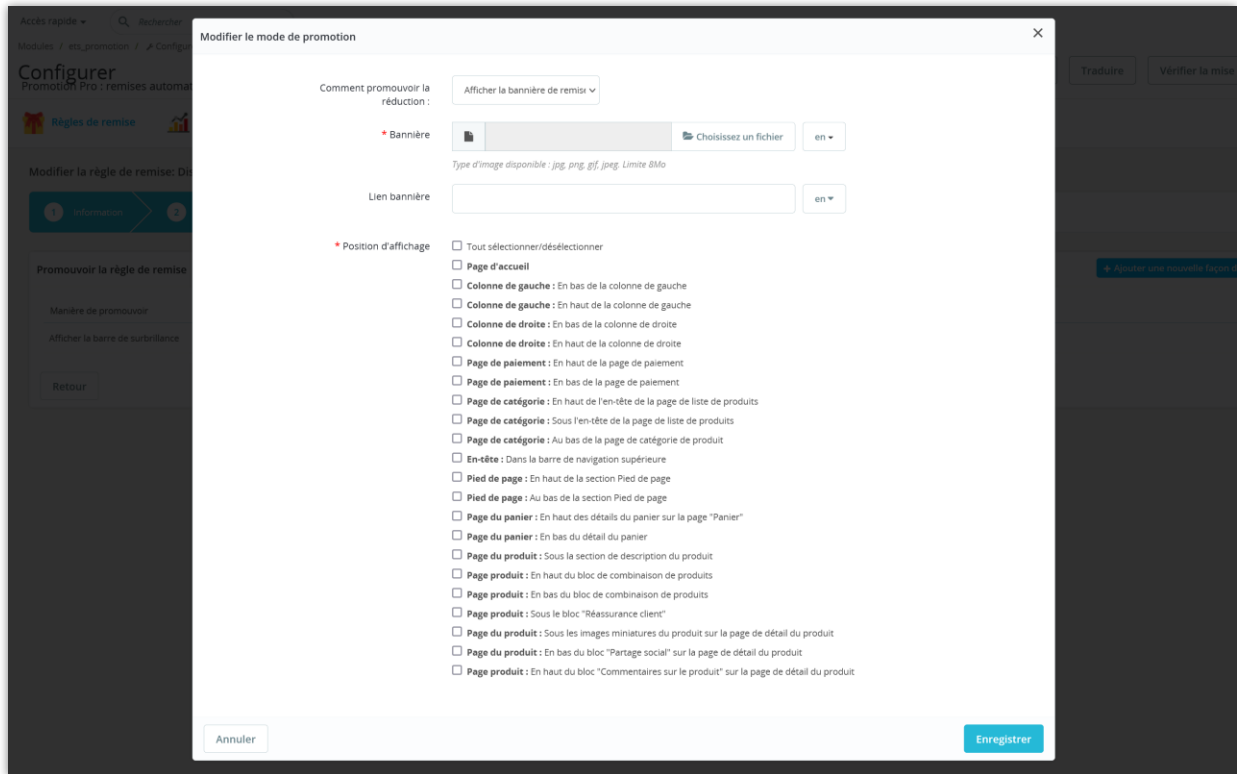 Accès rapide
Rechercher
Modules / ets_promotion / Configurer
Configurer
Promotion Pro : remises automat
Traduire
Vérifier la mise
Règles de remise
Modifier la règle de remise: Dis
1 Information
2
Promouvoir la règle de remise
+ Ajouter une nouvelle façon d
Manière de promouvoir
Afficher la barre de surbrillance
Retour
Modifier le mode de promotion
Comment promouvoir la
réduction :
Afficher la bannière de remise
* Bannière
Choisissez un fichier
en
Type d'image disponible : jpg, png, gif, jpeg. Limite 8Mo
Lien bannière
en
* Position d'affichage
Tout sélectionner/désélectionner
Page d'accueil
Colonne de gauche : En bas de la colonne de gauche
Colonne de gauche : En haut de la colonne de gauche
Colonne de droite : En bas de la colonne de droite
Colonne de droite : En haut de la colonne de droite
Page de paiement : En haut de la page de paiement
Page de paiement : En bas de la page de paiement
Page de catégorie : En haut de l'en-tête de la page de liste de produits
Page de catégorie : Sous l'en-tête de la page de liste de produits
Page de catégorie : Au bas de la page de catégorie de produit
En-tête : Dans la barre de navigation supérieure
Pied de page : En haut de la section Pied de page
Pied de page : Au bas de la section Pied de page
Page du panier : En haut des détails du panier sur la page "Panier"
Page du panier : En bas du détail du panier
Page du produit : Sous la section de description du produit
Page produit : En haut du bloc de combinaison de produits
Page produit : En bas du bloc de combinaison de produits
Page produit : Sous le bloc "Réassurance client"
Page du produit : Sous les images miniatures du produit sur la page de détail du produit
Page du produit : En bas du bloc "Partage social" sur la page de détail du produit
Page produit : En haut du bloc "Commentaires sur le produit" sur la page de détail du produit
Annuler
Enregistrer